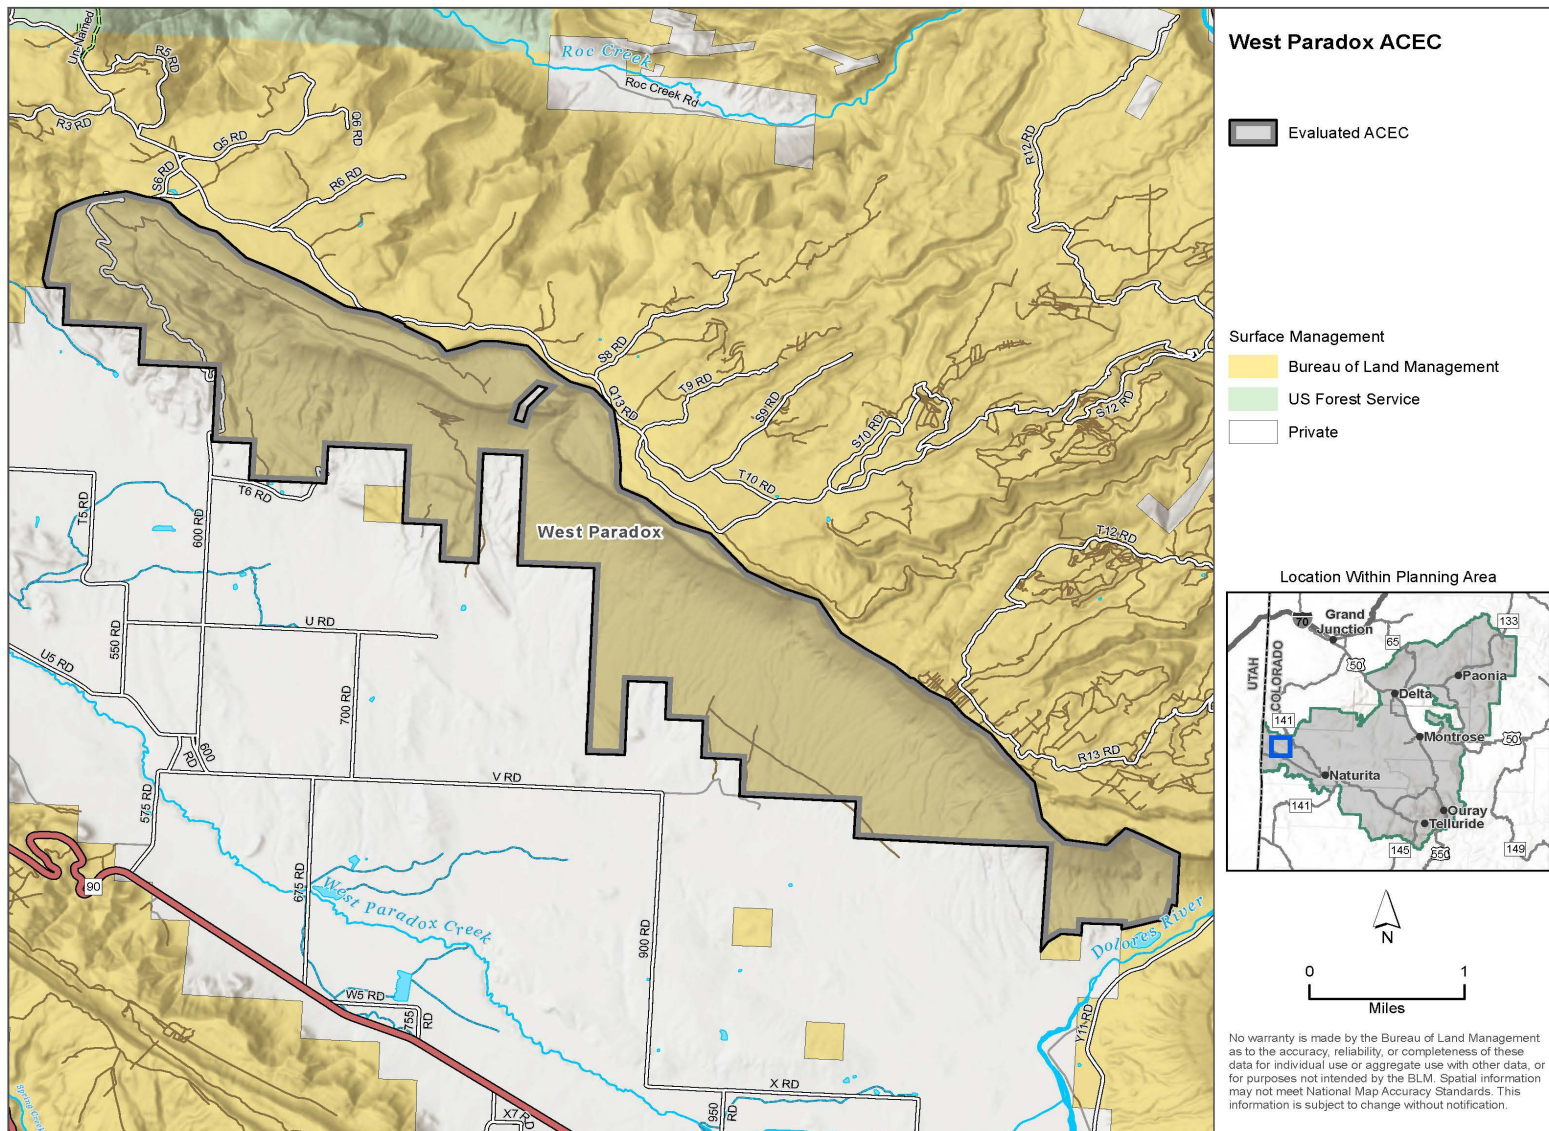 West Paradox ACEC
Evaluated ACEC
Surface Management
Bureau of Land Management
US Forest Service
Private
Location Within Planning Area
70
Grand
Junction
65
133
50
UTAH
COLORADO
Paonia
Delta
141
Montrose
50
Naturita
141
Ouray
Telluride
145
550
149
N
0
1
Miles
No warranty is made by the Bureau of Land Management
as to the accuracy, reliability, or completeness of these
data for individual use or aggregate use with other data, or
for purposes not intended by the BLM. Spatial information
may not meet National Map Accuracy Standards. This
information is subject to change without notification.
Un-Named
R5 RD
R3 RD
Q5 RD
Q6 RD
S6 RD
R6 RD
Roc Creek
Roc Creek Rd
R12 RD
S8 RD
T9 RD
Q13 RD
S9 RD
S10 RD
S12 RD
T10 RD
T12 RD
T6 RD
T5 RD
600 RD
West Paradox
U RD
550 RD
U5 RD
700 RD
R13 RD
600
RD
V RD
575 RD
90
675 RD
West Paradox Creek
900 RD
Dolores River
W5 RD
755
RD
Y11 RD
X RD
X7 RD
950
RD
Spring Creek